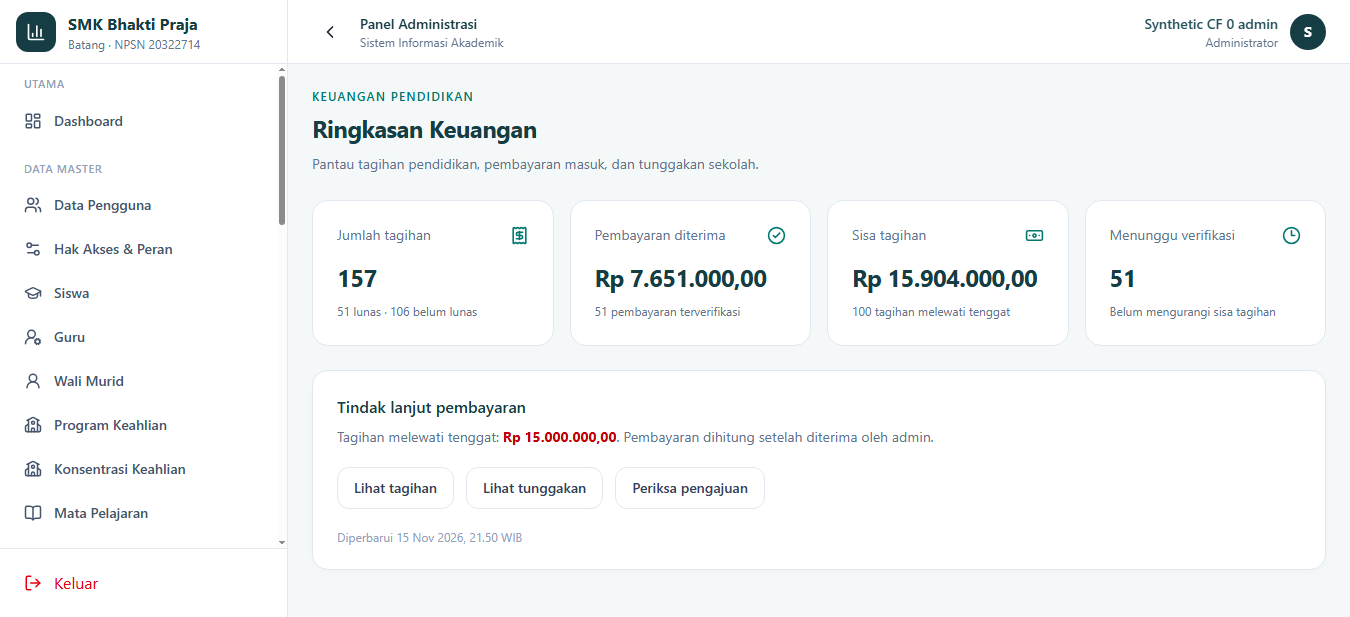 SMK Bhakti Praja
Batang · NPSN 20322714
UTAMA
Dashboard
DATA MASTER
Data Pengguna
Hak Akses & Peran
Siswa
Guru
Wali Murid
Program Keahlian
Konsentrasi Keahlian
Mata Pelajaran
Keluar
Panel Administrasi
Sistem Informasi Akademik
Synthetic CF 0 admin
Administrator
S
KEUANGAN PENDIDIKAN
Ringkasan Keuangan
Pantau tagihan pendidikan, pembayaran masuk, dan tunggakan sekolah.
Jumlah tagihan
157
51 lunas · 106 belum lunas
Pembayaran diterima
Rp 7.651.000,00
51 pembayaran terverifikasi
Sisa tagihan
Rp 15.904.000,00
100 tagihan melewati tenggat
Menunggu verifikasi
51
Belum mengurangi sisa tagihan
Tindak lanjut pembayaran
Tagihan melewati tenggat: Rp 15.000.000,00. Pembayaran dihitung setelah diterima oleh admin.
Lihat tagihan
Lihat tunggakan
Periksa pengajuan
Diperbarui 15 Nov 2026, 21.50 WIB